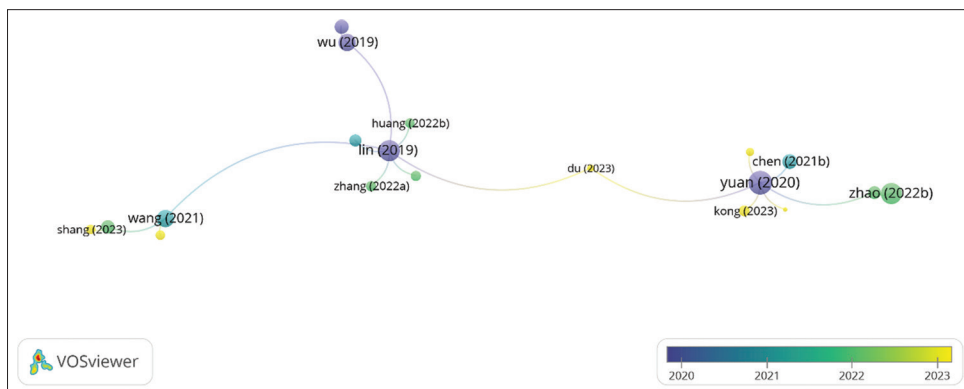 wu (2019)
huang (2022b)
lin (2019)
zhang (2022a)
du (2023)
chen (2021b)
yuan (2020)
zhao (2022b)
kong (2023)
wang (2021)
shang (2023)
VOSviewer
2020 2021 2022 2023